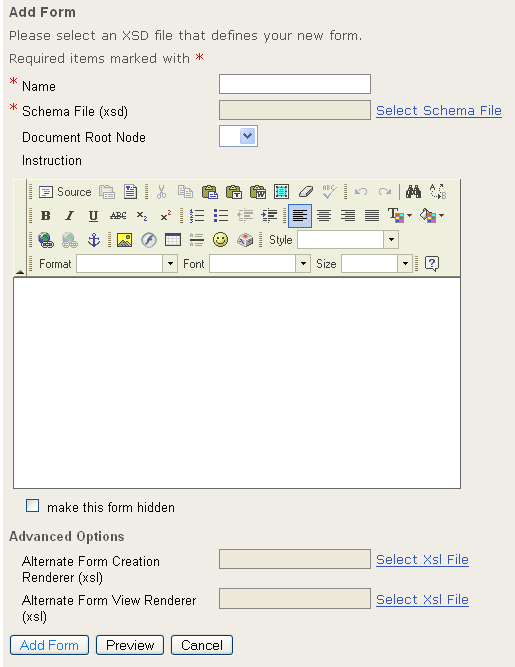 Add Form
Please select an XSD file that defines your new form.
Required items marked with *
* Name
* Schema File (xsd) Select Schema File
Document Root Node
Instruction
Source
B I U ABC x₂ x²
Style
Format Font Size
make this form hidden
Advanced Options
Alternate Form Creation Select Xsl File
Renderer (xsl)
Alternate Form View Renderer Select Xsl File
(xsl)
Add Form Preview Cancel